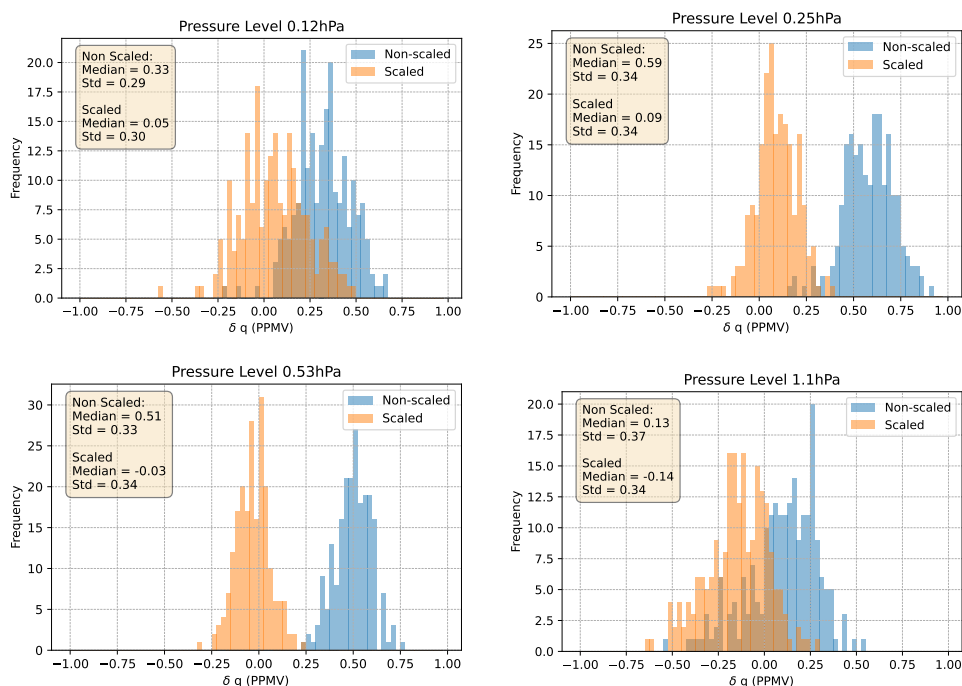 Pressure Level 0.12hPa
Non Scaled:
Median = 0.33
Std = 0.29
Scaled
Median = 0.05
Std = 0.30
Non-scaled
Scaled
Frequency
20.0
17.5
15.0
12.5
10.0
7.5
5.0
2.5
0.0
−1.00 −0.75 −0.50 −0.25 0.00 0.25 0.50 0.75 1.00
δ q (PPMV)
Pressure Level 0.25hPa
Non Scaled:
Median = 0.59
Std = 0.34
Scaled
Median = 0.09
Std = 0.34
Non-scaled
Scaled
Frequency
25
20
15
10
5
0
−1.00 −0.75 −0.50 −0.25 0.00 0.25 0.50 0.75 1.00
δ q (PPMV)
Pressure Level 0.53hPa
Non Scaled:
Median = 0.51
Std = 0.33
Scaled
Median = -0.03
Std = 0.34
Non-scaled
Scaled
Frequency
30
25
20
15
10
5
0
−1.00 −0.75 −0.50 −0.25 0.00 0.25 0.50 0.75 1.00
δ q (PPMV)
Pressure Level 1.1hPa
Non Scaled:
Median = 0.13
Std = 0.37
Scaled
Median = -0.14
Std = 0.34
Non-scaled
Scaled
Frequency
20.0
17.5
15.0
12.5
10.0
7.5
5.0
2.5
0.0
−1.00 −0.75 −0.50 −0.25 0.00 0.25 0.50 0.75 1.00
δ q (PPMV)